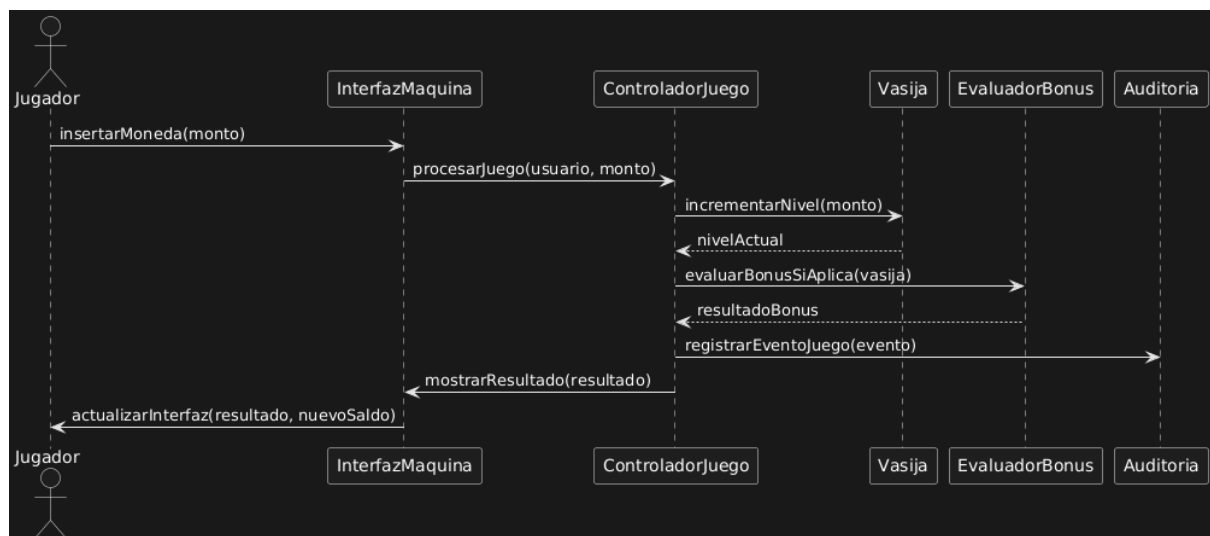 Jugador
InterfazMaquina
ControladorJuego
Vasija
EvaluadorBonus
Auditoria
insertarMoneda(monto)
procesarJuego(usuario, monto)
incrementarNivel(monto)
nivelActual
evaluarBonusSiAplica(vasija)
resultadoBonus
registrarEventoJuego(evento)
mostrarResultado(resultado)
actualizarInterfaz(resultado, nuevoSaldo)
Jugador
InterfazMaquina
ControladorJuego
Vasija
EvaluadorBonus
Auditoria